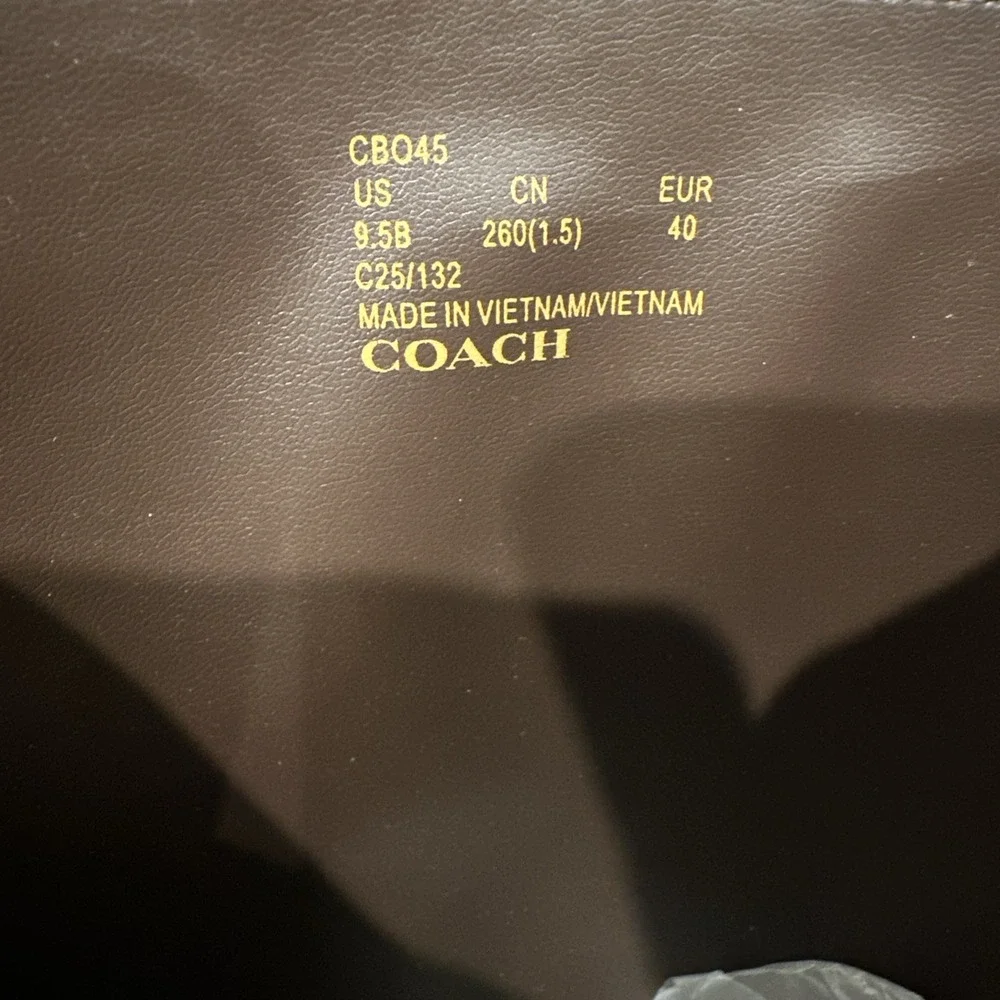 CBO45
US CN EUR
9.5B 260(1.5) 40
C25/132
MADE IN VIETNAM/VIETNAM
COACH